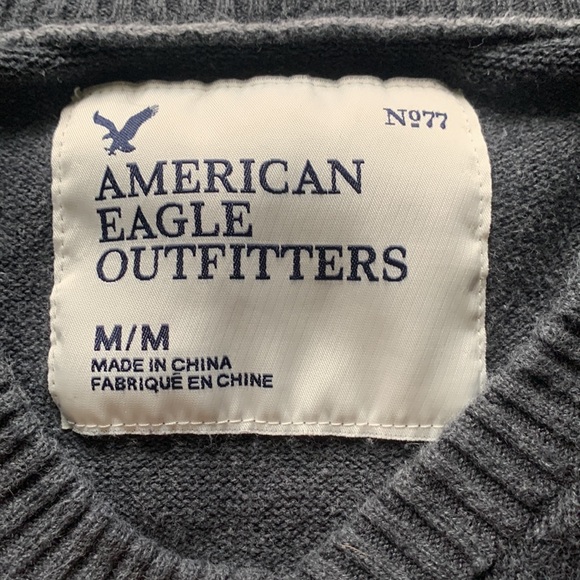 Nº77
AMERICAN
EAGLE
OUTFITTERS
M/M
MADE IN CHINA
FABRIQUÉ EN CHINE